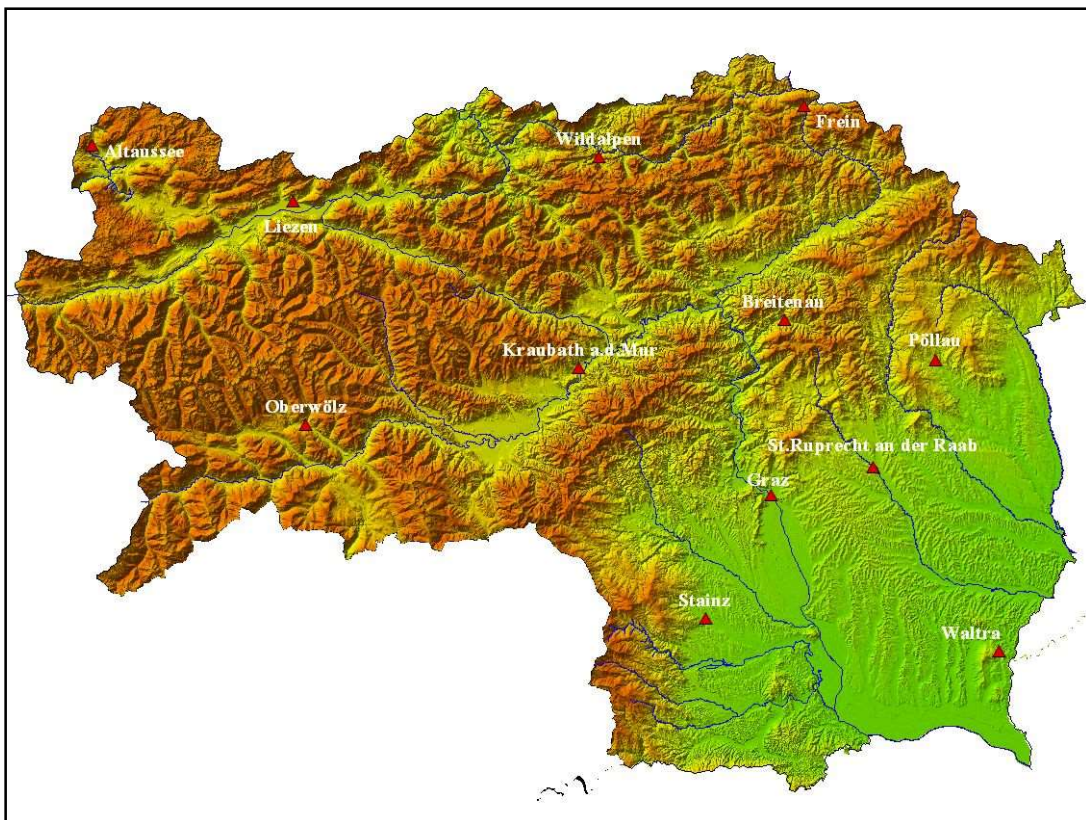 Frein
Wildalpen
Altaussee
Liezen
Breitenau
Kraubath a.d.Mur
Pöllau
Oberwölz
St.Ruprecht an der Raab
Graz
Stainz
Waltra